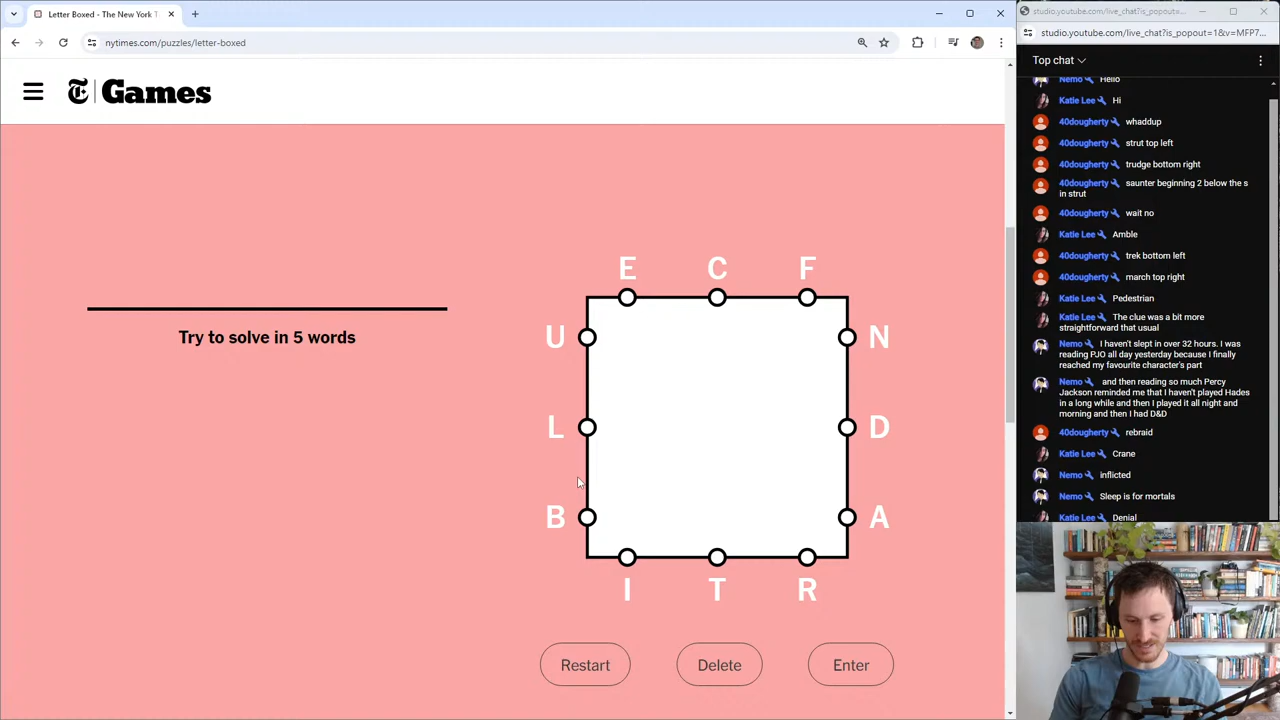 Letter Boxed - The New York T
nytimes.com/puzzles/letter-boxed
Games
Try to solve in 5 words
E C F
U N
L D
B A
I T R
Restart Delete Enter
studio.youtube.com/live_chat?is_popout=...
studio.youtube.com/live_chat?is_popout=1&v=MFP7...
Top chat
Nemo Hello
Katie Lee Hi
40dougherty whaddup
40dougherty strut top left
40dougherty trudge bottom right
40dougherty saunter beginning 2 below the s
in strut
40dougherty wait no
Katie Lee Amble
40dougherty trek bottom left
40dougherty march top right
Katie Lee Pedestrian
Katie Lee The clue was a bit more
straightforward that usual
Nemo I haven't slept in over 32 hours. I was
reading PJO all day yesterday because I finally
reached my favourite character's part
Nemo and then reading so much Percy
Jackson reminded me that I haven't played Hades
in a long while and then I played it all night and
morning and then I had D&D
40dougherty rebraid
Katie Lee Crane
Nemo inflicted
Nemo Sleep is for mortals
Katie Lee Denial